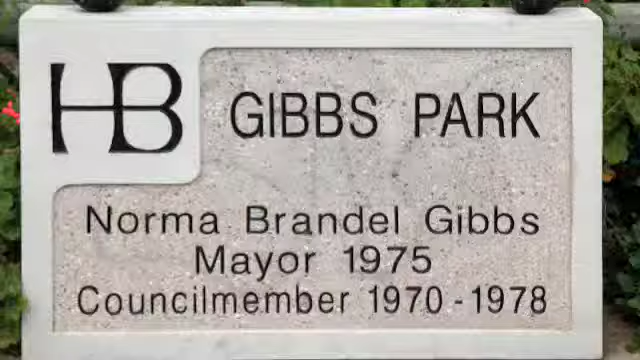 HB
GIBBS PARK
Norma Brandel Gibbs
Mayor 1975
Councilmember 1970 - 1978